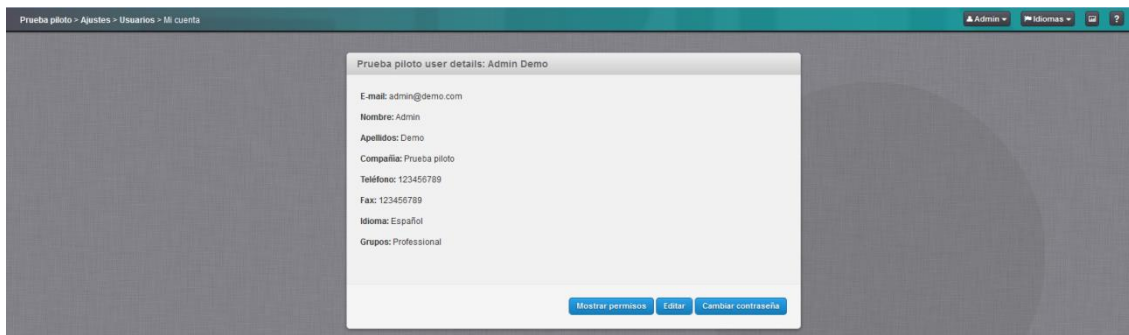 Prueba piloto > Ajustes > Usuarios > Mi cuenta
Admin
Idiomas
?
Prueba piloto user details: Admin Demo
E-mail: admin@demo.com
Nombre: Admin
Apellidos: Demo
Compañía: Prueba piloto
Teléfono: 123456789
Fax: 123456789
Idioma: Español
Grupos: Professional
Mostrar permisos
Editar
Cambiar contraseña